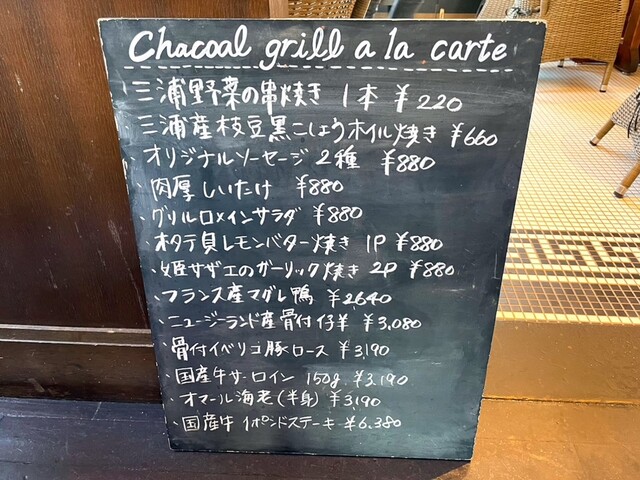 Chacoal grill a la carte
・三浦野菜の串焼き 1本 ¥220
・三浦産枝豆黒こしょうホイル焼き ¥660
・オリジナルソーセージ 2種 ¥880
・肉厚しいたけ ¥880
・グリルロメインサラダ ¥880
・ホタテ貝レモンバター焼き 1P ¥880
・姫サザエのガーリック焼き 2P ¥880
・フランス産マグレ鴨 ¥2,640
・ニュージーランド産骨付仔羊 ¥3,080
・骨付イベリコ豚ロース ¥3,190
・国産牛サーロイン 150g ¥3,190
・オマール海老(半身) ¥3,190
・国産牛 1ポンドステーキ ¥6,380